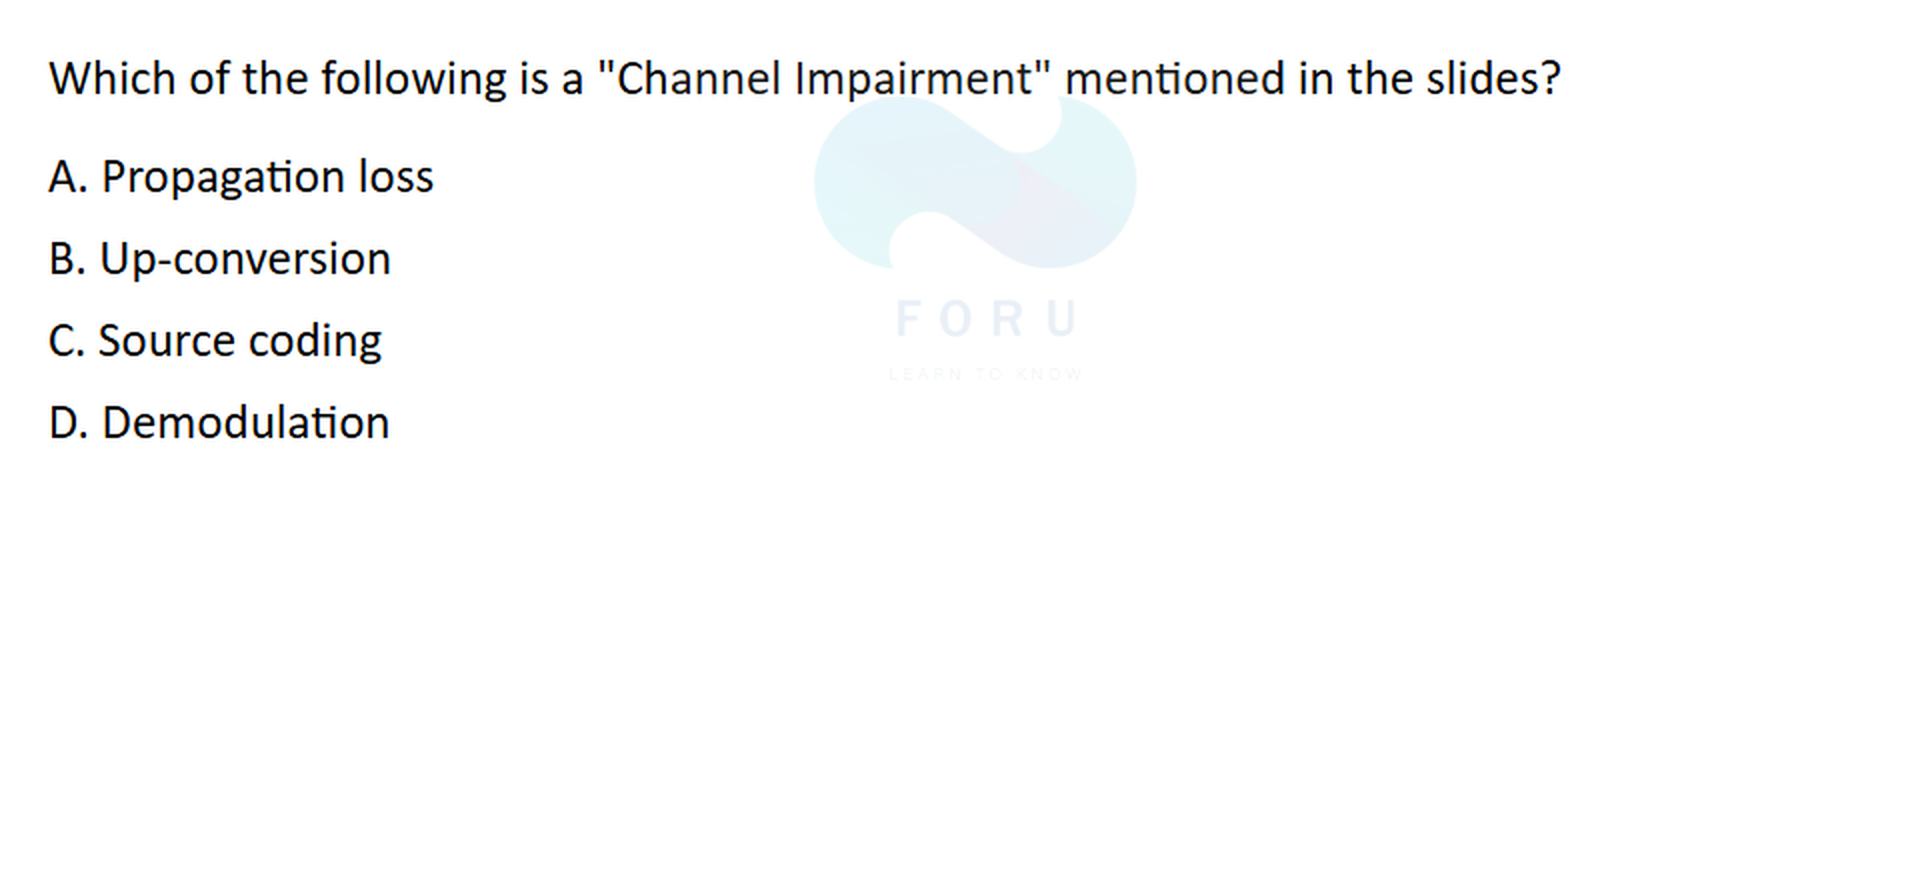 Which of the following is a "Channel Impairment" mentioned in the slides?
A. Propagation loss
B. Up-conversion
C. Source coding
D. Demodulation
FORU
LEARN TO KNOW